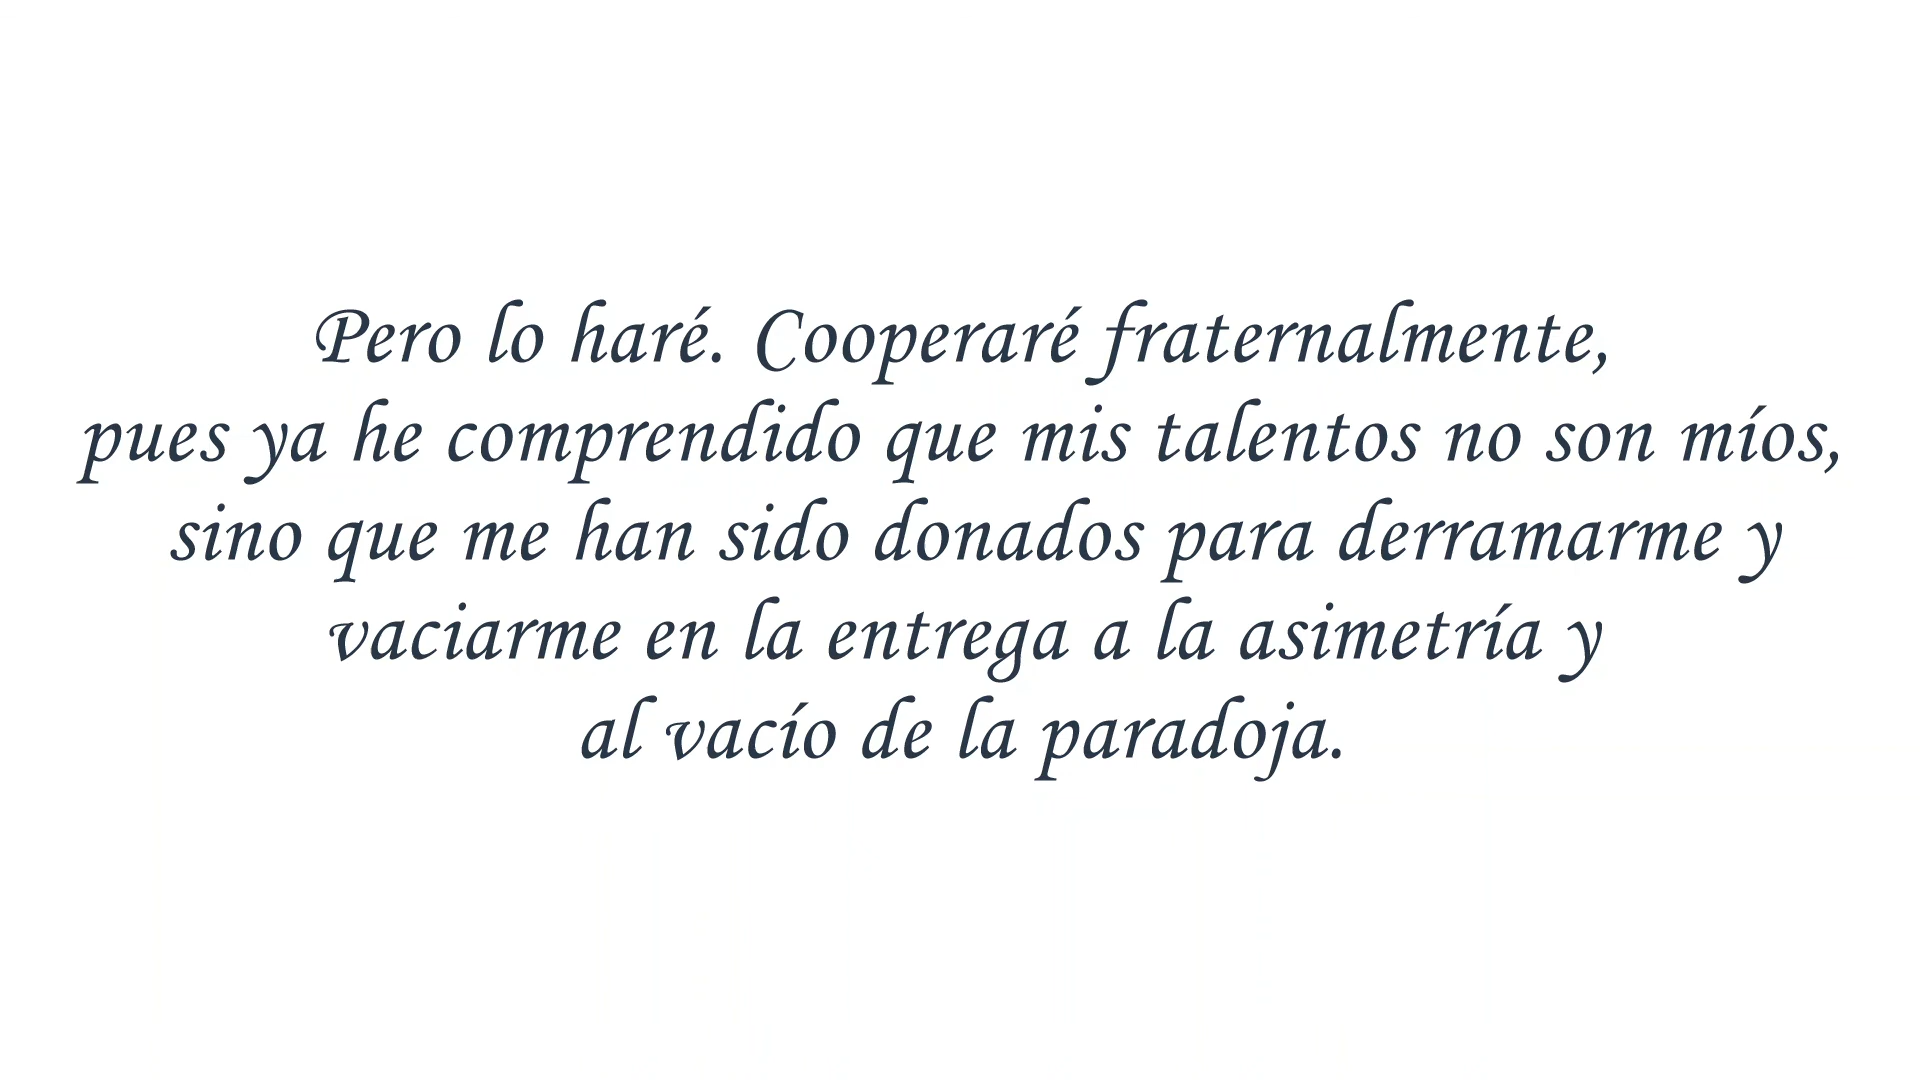 Pero lo haré. Cooperaré fraternalmente,
pues ya he comprendido que mis talentos no son míos,
sino que me han sido donados para derramarme y
vaciarme en la entrega a la asimetría y
al vacío de la paradoja.